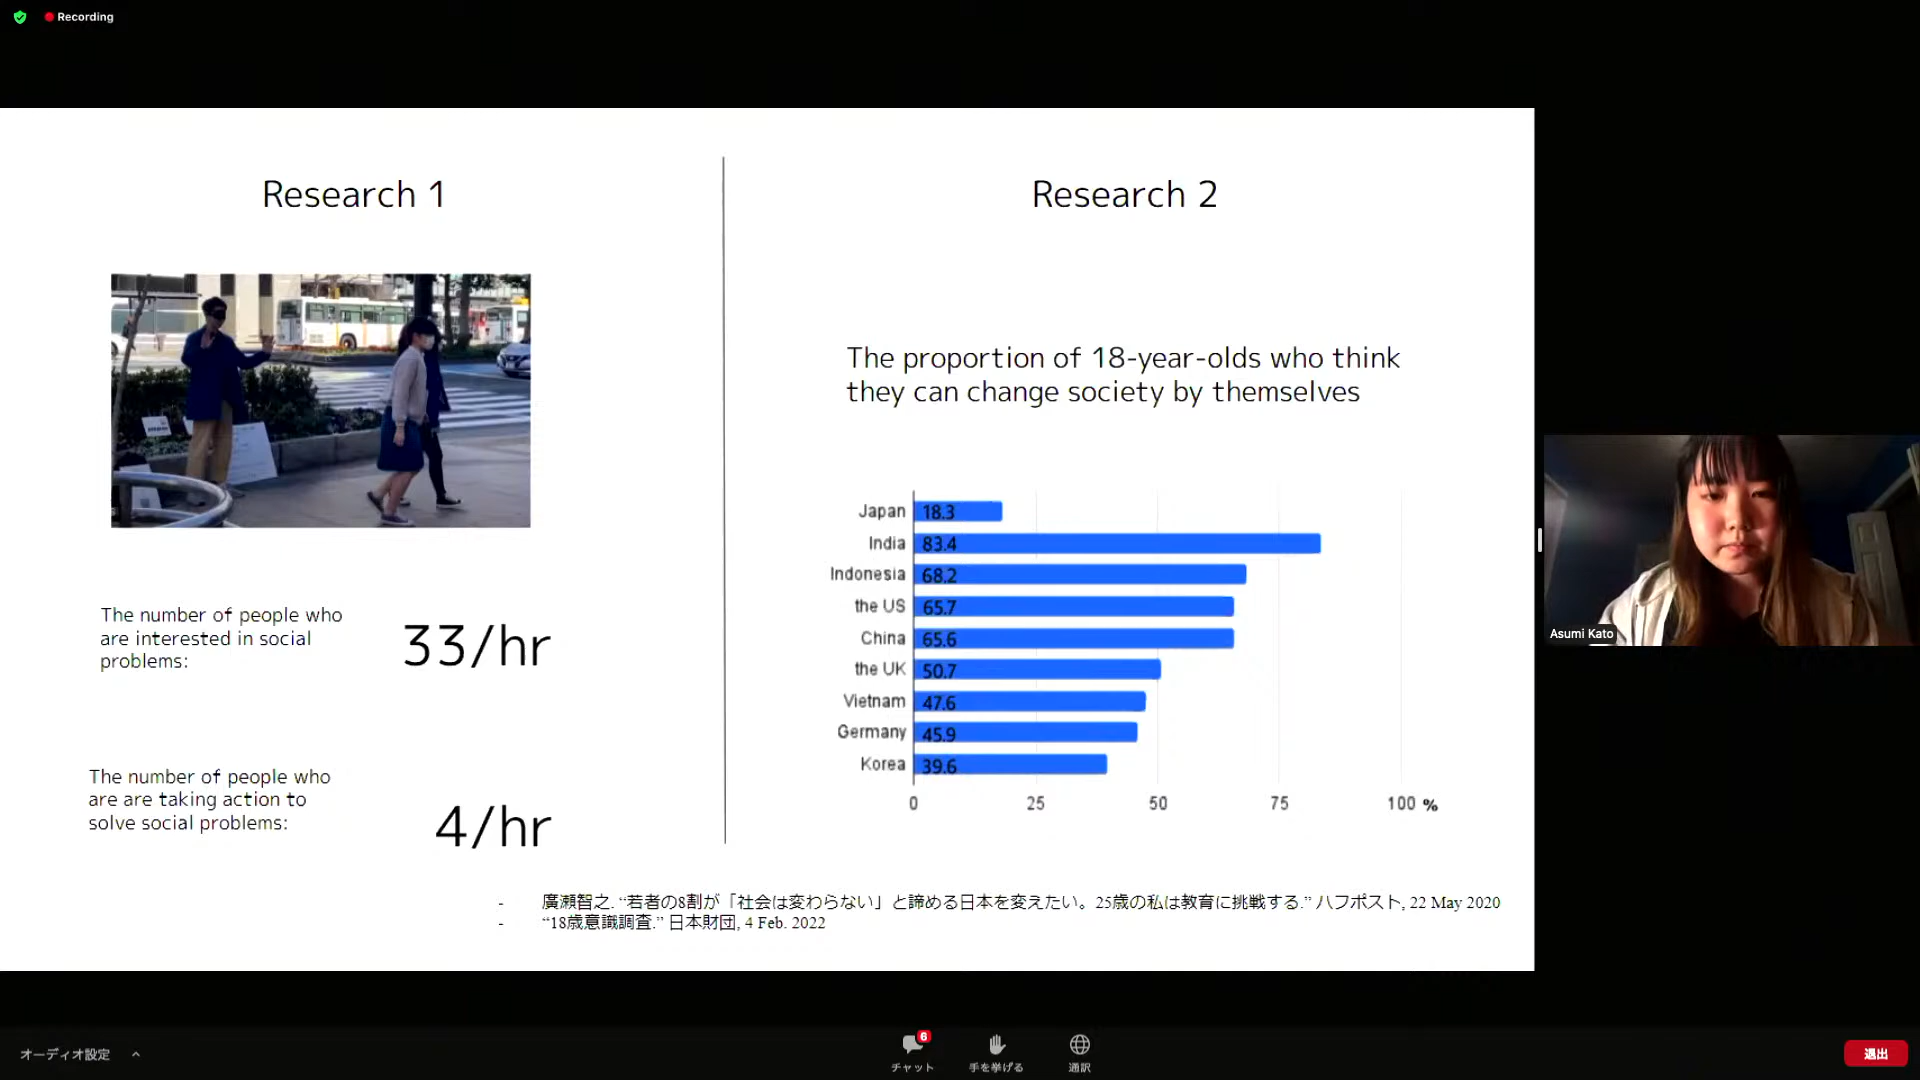 Recording
Research 1
The number of people who
are interested in social
problems:
33/hr
The number of people who
are are taking action to
solve social problems:
4/hr
Research 2
The proportion of 18-year-olds who think
they can change society by themselves
Japan 18.3
India 83.4
Indonesia 68.2
the US 65.7
China 65.6
the UK 50.7
Vietnam 47.6
Germany 45.9
Korea 39.6
0 25 50 75 100 %
- 廣瀬智之. “若者の8割が「社会は変わらない」と諦める日本を変えたい。25歳の私は教育に挑戦する.” ハフポスト, 22 May 2020
- “18歳意識調査.” 日本財団, 4 Feb. 2022
Asumi Kato
オーディオ設定
6
チャット
手を挙げる
通訳
退出